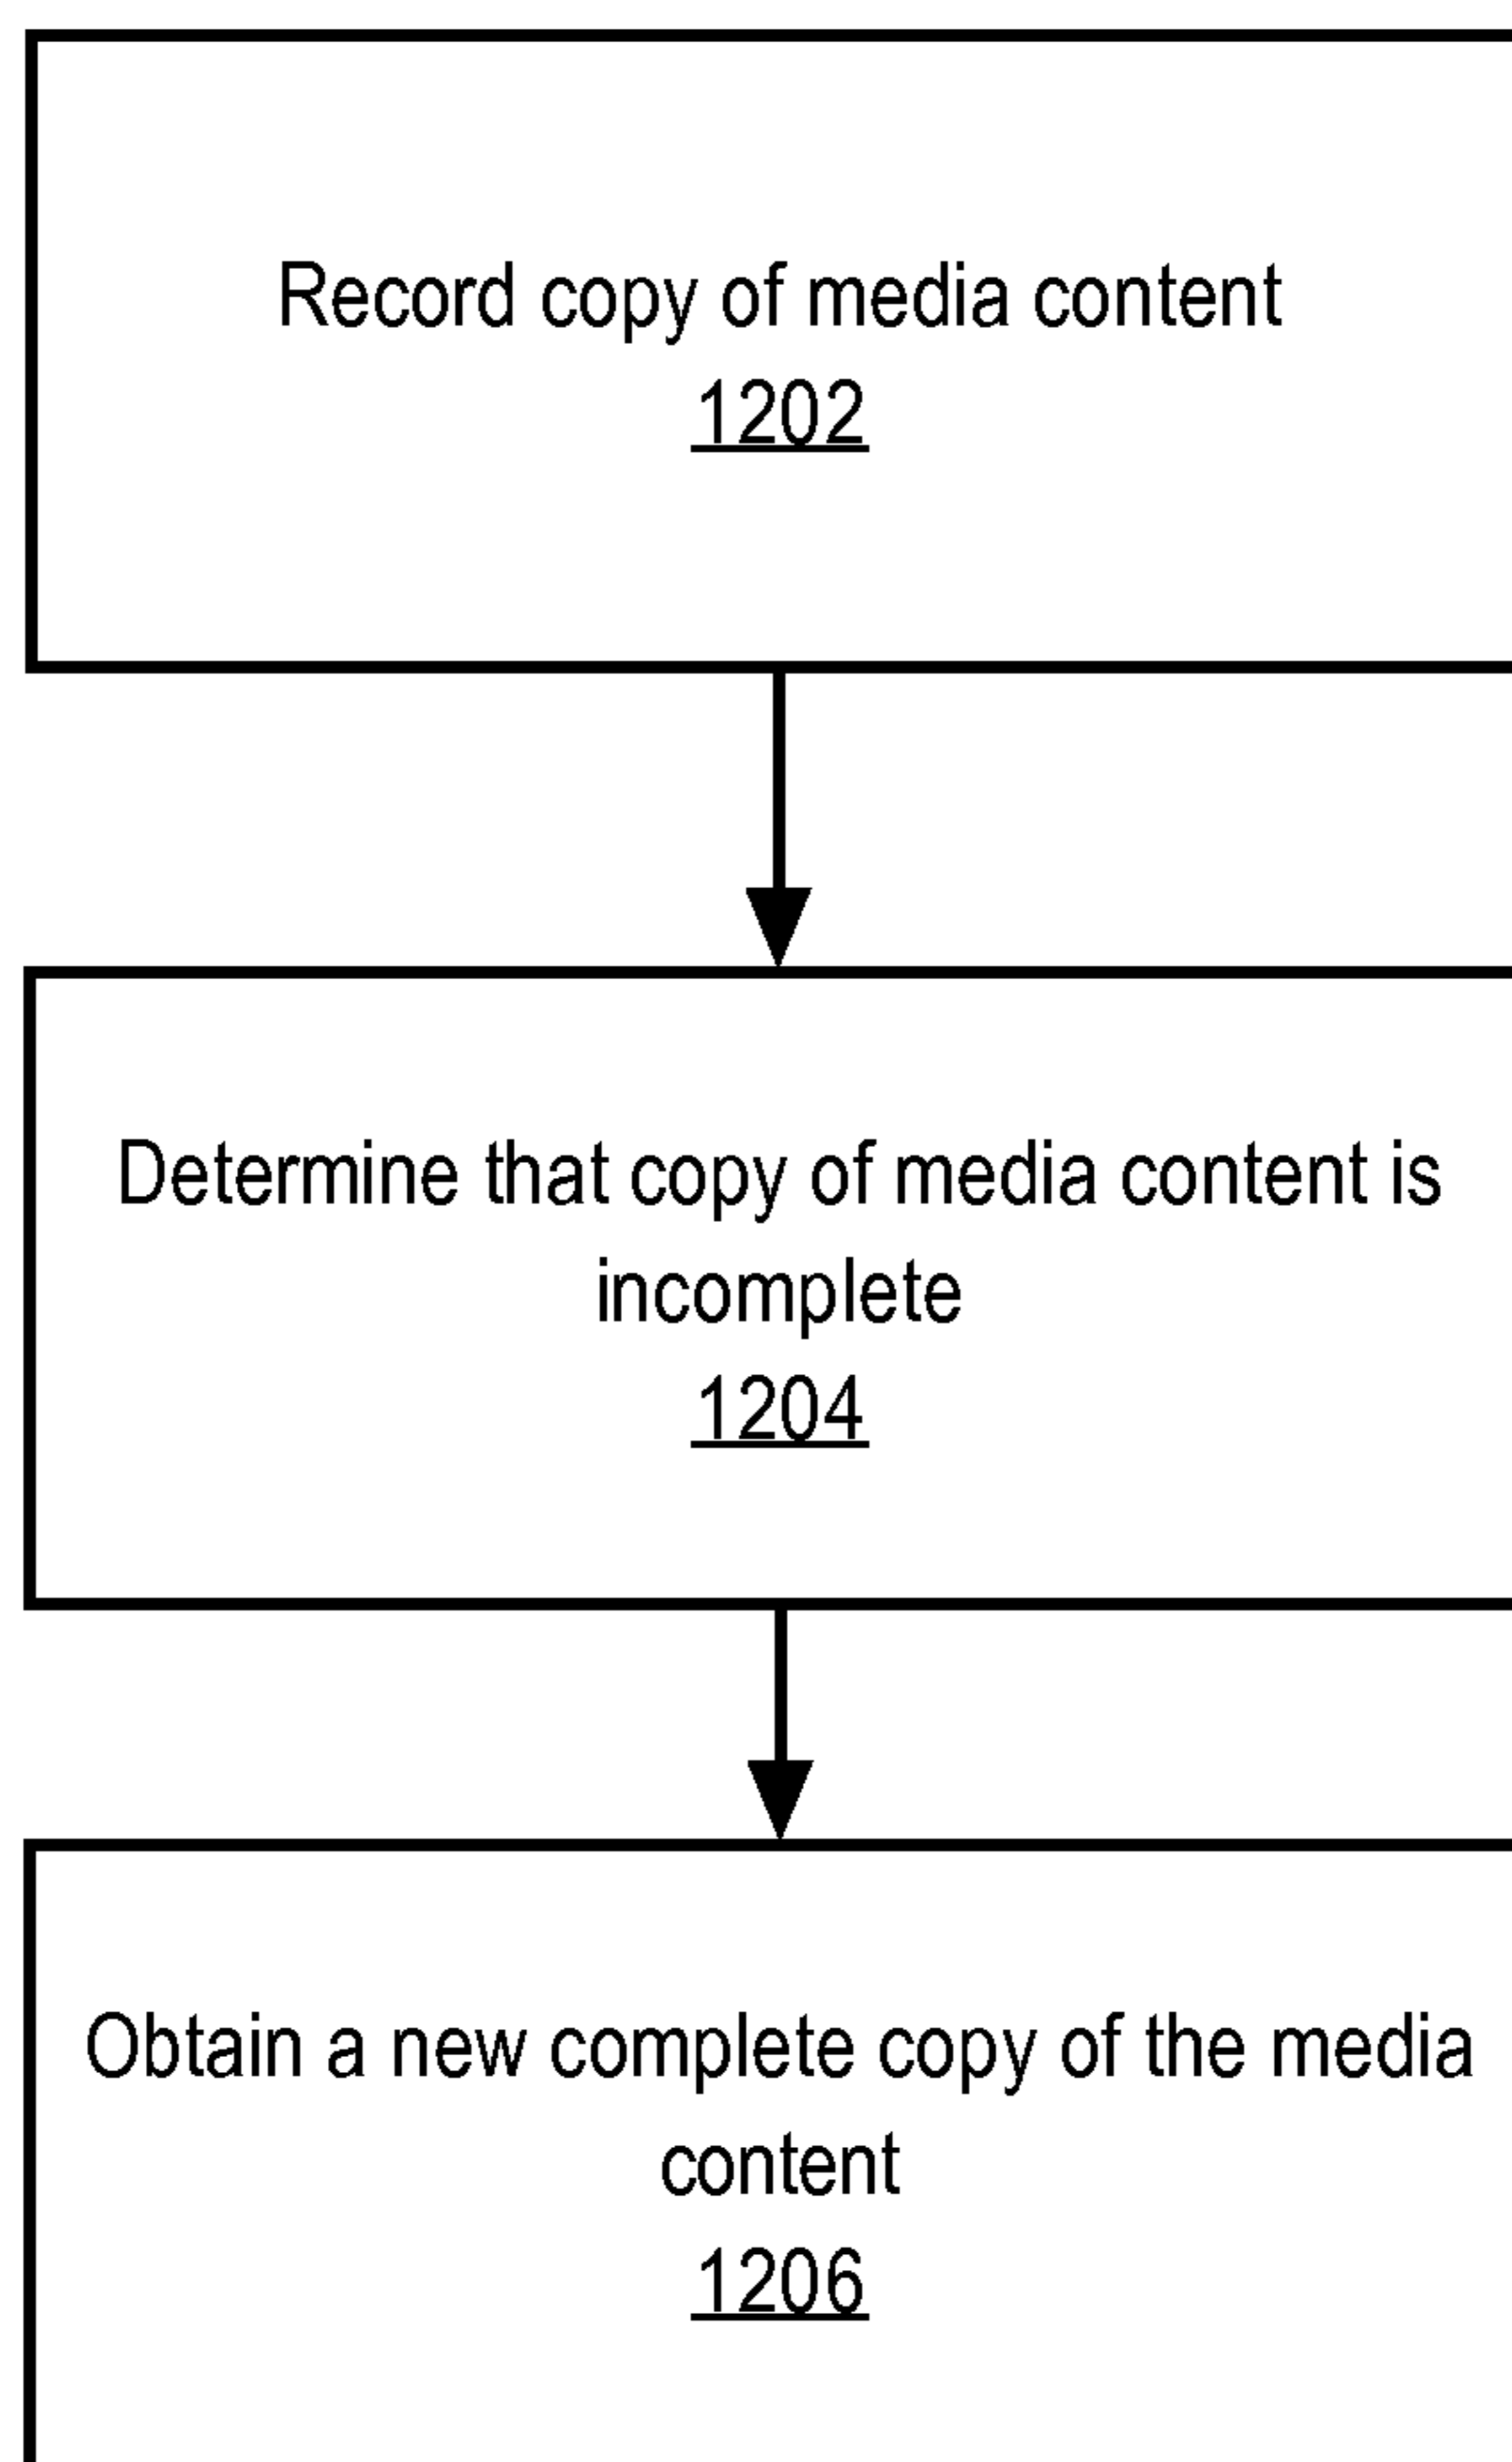 Record copy of media content
1202
Determine that copy of media content is
incomplete
1204
Obtain a new complete copy of the media
content
1206